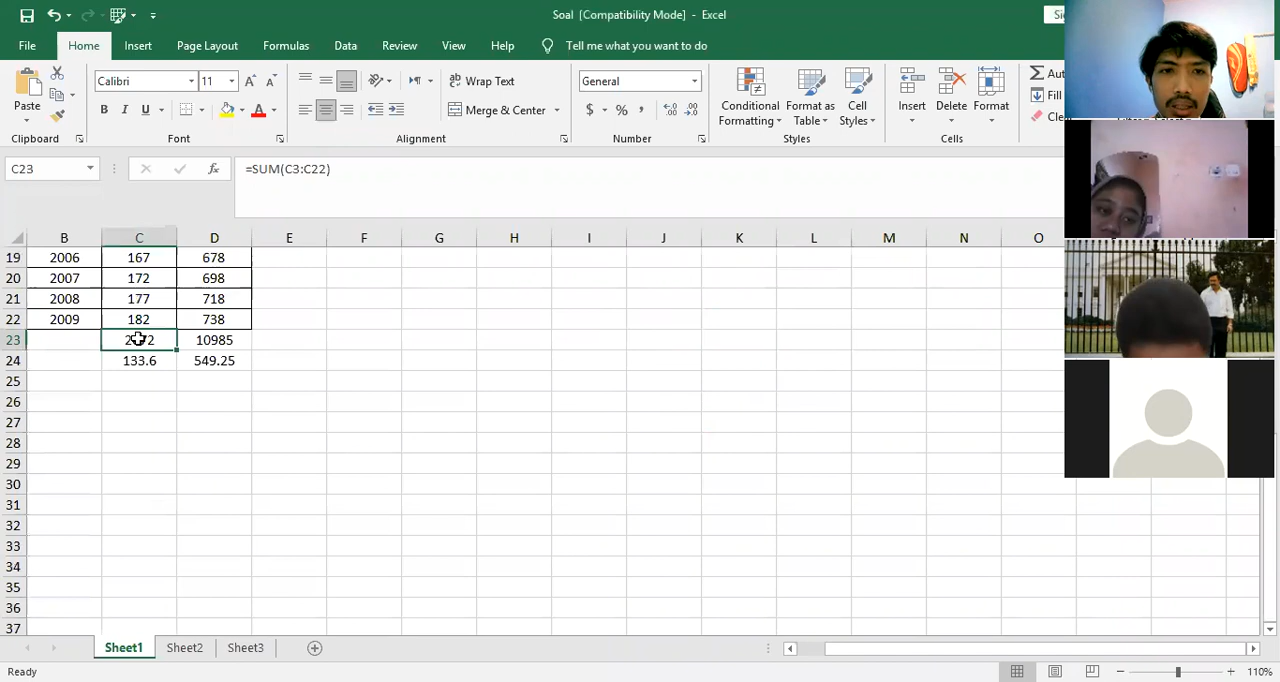 Soal [Compatibility Mode] - Excel
File Home Insert Page Layout Formulas Data Review View Help Tell me what you want to do
Calibri 11 Wrap Text General
Paste Merge & Center $ % Conditional Formatting Format as Table Cell Styles Insert Delete Format Fill
Clipboard Font Alignment Number Styles Cells
C23 fx =SUM(C3:C22)
B C D E F G H I J K L M N O
19 2006 167 678
20 2007 172 698
21 2008 177 718
22 2009 182 738
23 10985
24 133.6 549.25
25
26
27
28
29
30
31
32
33
34
35
36
37
Sheet1 Sheet2 Sheet3
Ready 110%